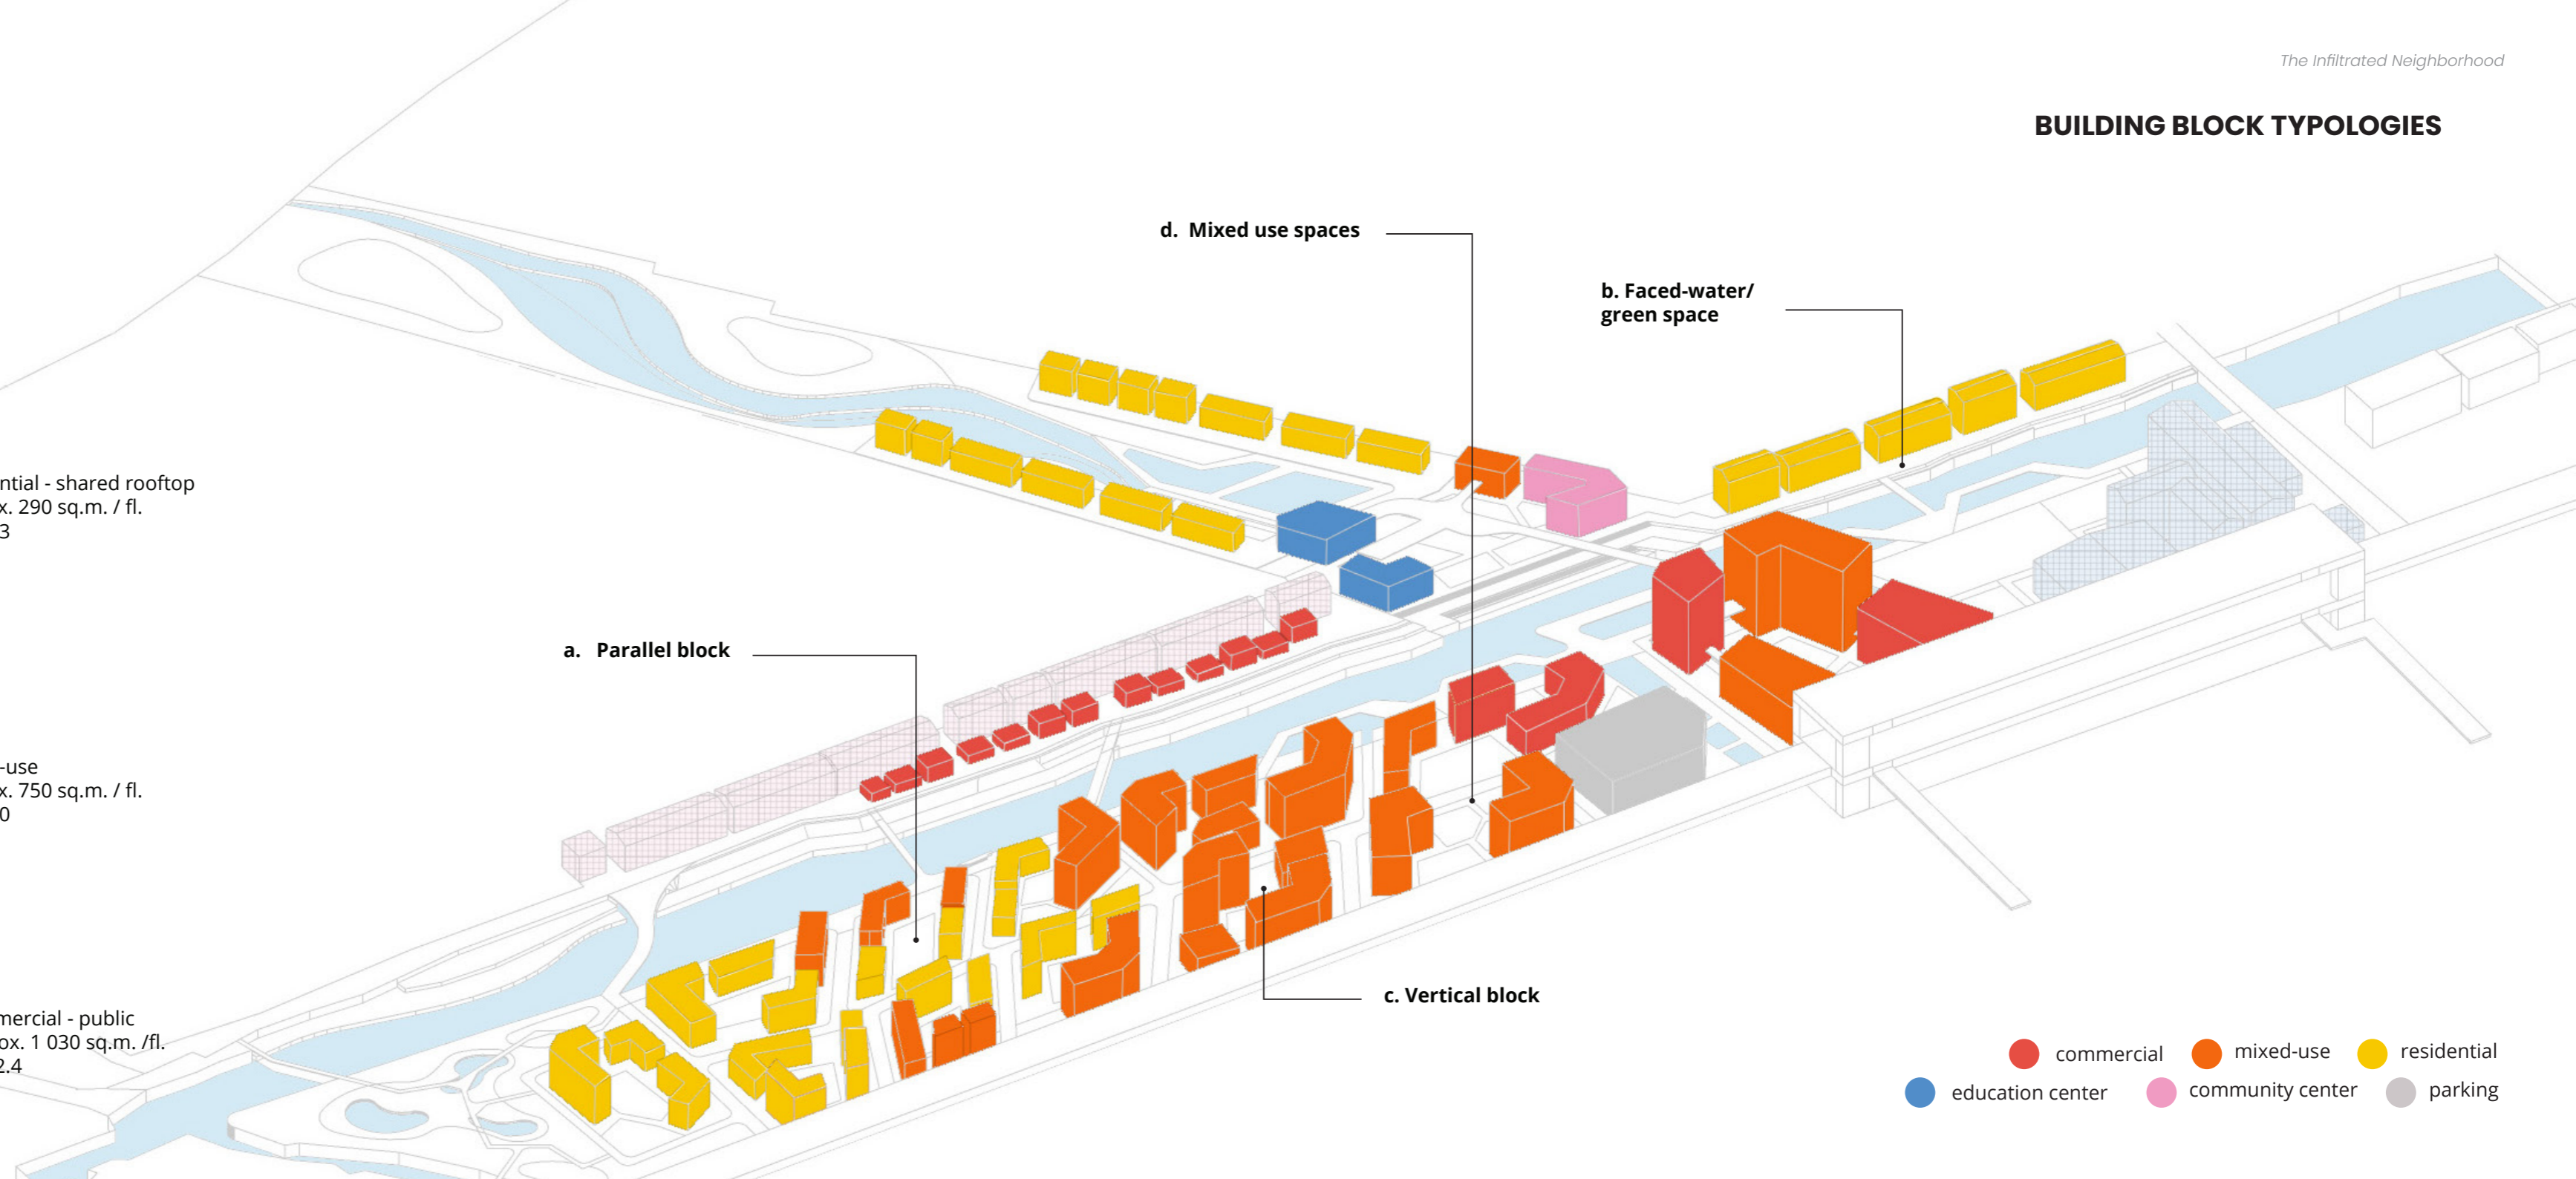 The Infiltrated Neighborhood
BUILDING BLOCK TYPOLOGIES
d. Mixed use spaces
b. Faced-water/
green space
ntial - shared rooftop
x. 290 sq.m. / fl.
3
a. Parallel block
-use
x. 750 sq.m. / fl.
0
c. Vertical block
mercial - public
ox. 1 030 sq.m. /fl.
2.4
commercial mixed-use residential
education center community center parking